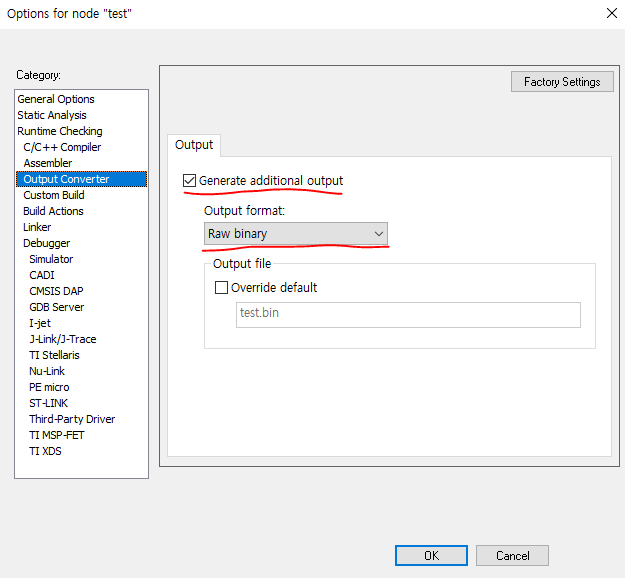 Options for node "test"
Category:
General Options
Static Analysis
Runtime Checking
C/C++ Compiler
Assembler
Output Converter
Custom Build
Build Actions
Linker
Debugger
Simulator
CADI
CMSIS DAP
GDB Server
I-jet
J-Link/J-Trace
TI Stellaris
Nu-Link
PE micro
ST-LINK
Third-Party Driver
TI MSP-FET
TI XDS
Factory Settings
Output
Generate additional output
Output format:
Raw binary
Output file
Override default
test.bin
OK
Cancel